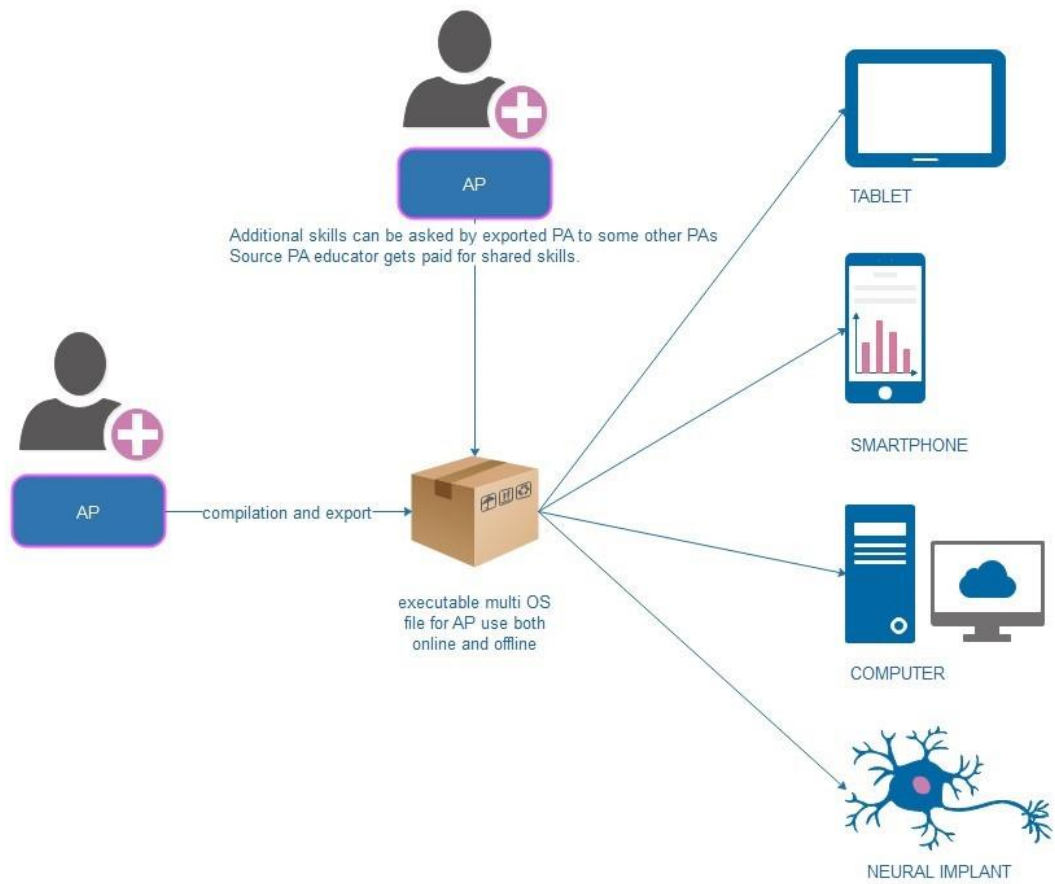 AP
Additional skills can be asked by exported PA to some other PAs
Source PA educator gets paid for shared skills.
TABLET
SMARTPHONE
AP
compilation and export
executable multi OS
file for AP use both
online and offline
COMPUTER
NEURAL IMPLANT